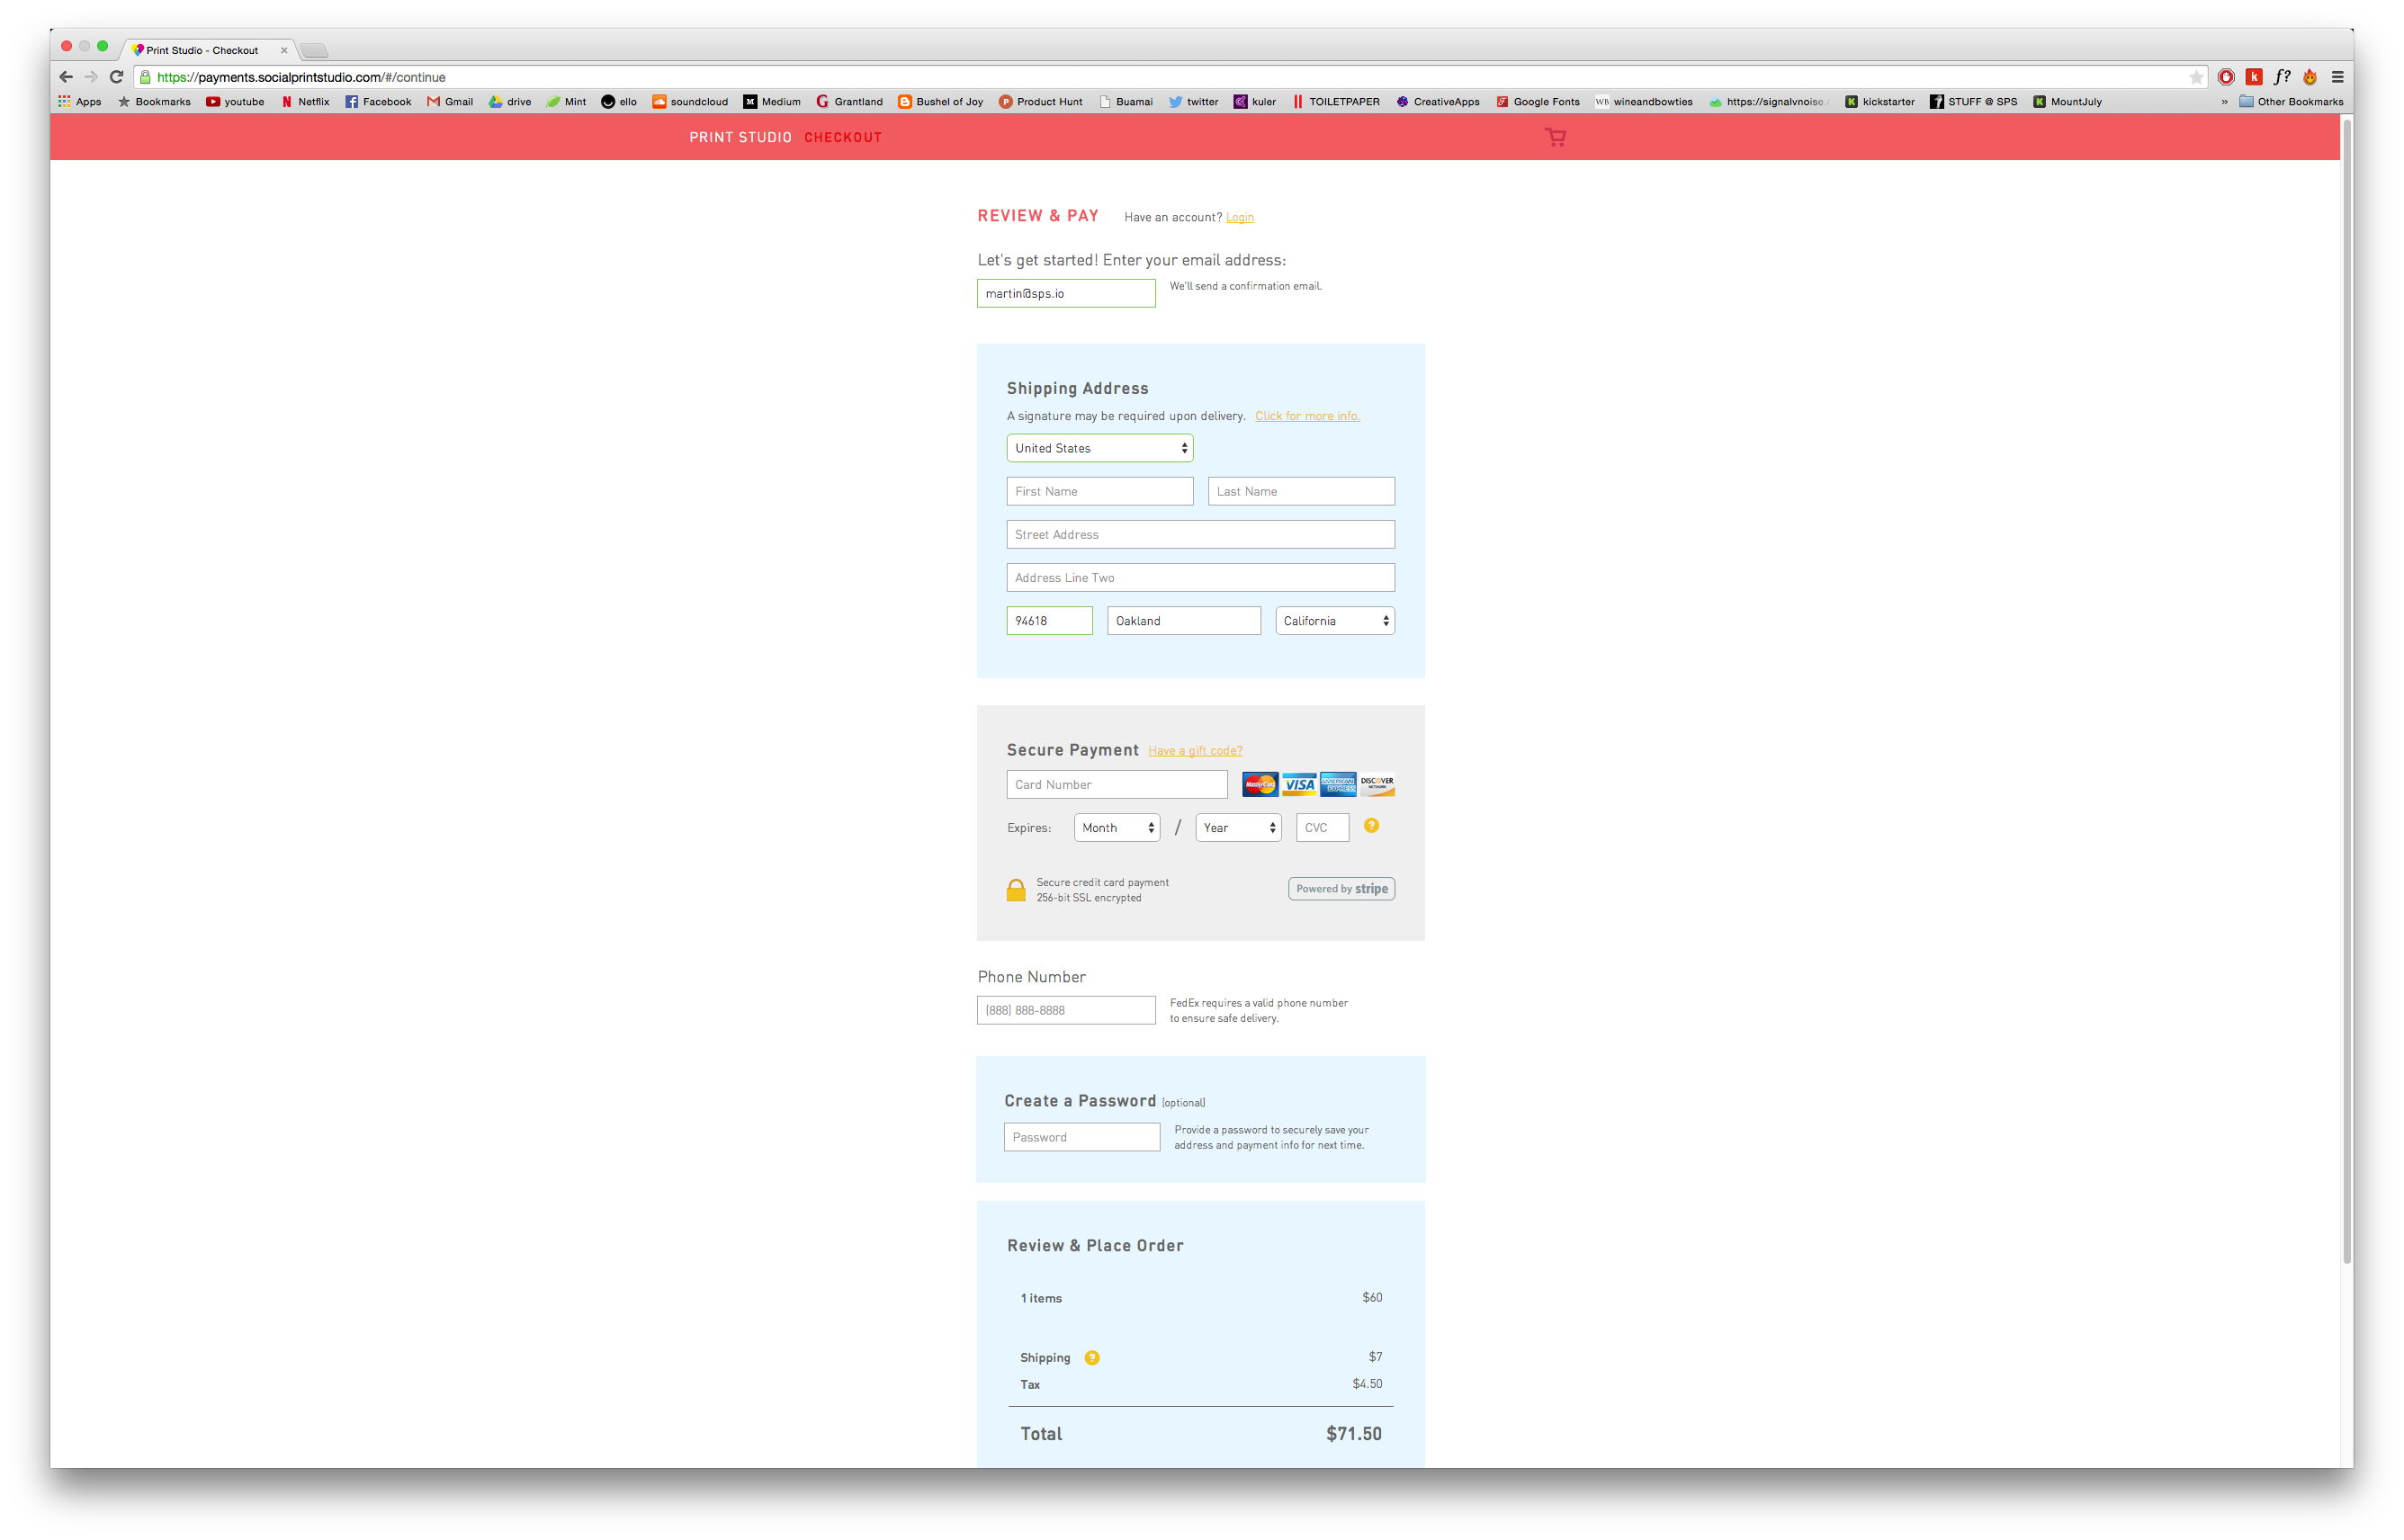 Print Studio - Checkout
https://payments.socialprintstudio.com/#/continue
k f?
Apps Bookmarks youtube Netflix Facebook Gmail drive Mint ello soundcloud Medium Grantland Bushel of Joy Product Hunt Buamai twitter kuler TOILETPAPER CreativeApps Google Fonts WB wineandbowties https://signalvnoise. kickstarter STUFF @ SPS MountJuly » Other Bookmarks
PRINT STUDIO CHECKOUT
REVIEW & PAY Have an account? Login
Let's get started! Enter your email address:
martin@sps.io We'll send a confirmation email.
Shipping Address
A signature may be required upon delivery. Click for more info.
United States
First Name Last Name
Street Address
Address Line Two
94618 Oakland California
Secure Payment Have a gift code?
Card Number MasterCard VISA AMERICAN EXPRESS DISCOVER NETWORK
Expires: Month / Year CVC ?
Secure credit card payment
256-bit SSL encrypted
Powered by stripe
Phone Number
(888) 888-8888 FedEx requires a valid phone number
to ensure safe delivery.
Create a Password (optional)
Password Provide a password to securely save your
address and payment info for next time.
Review & Place Order
1 items $60
Shipping ? $7
Tax $4.50
Total $71.50